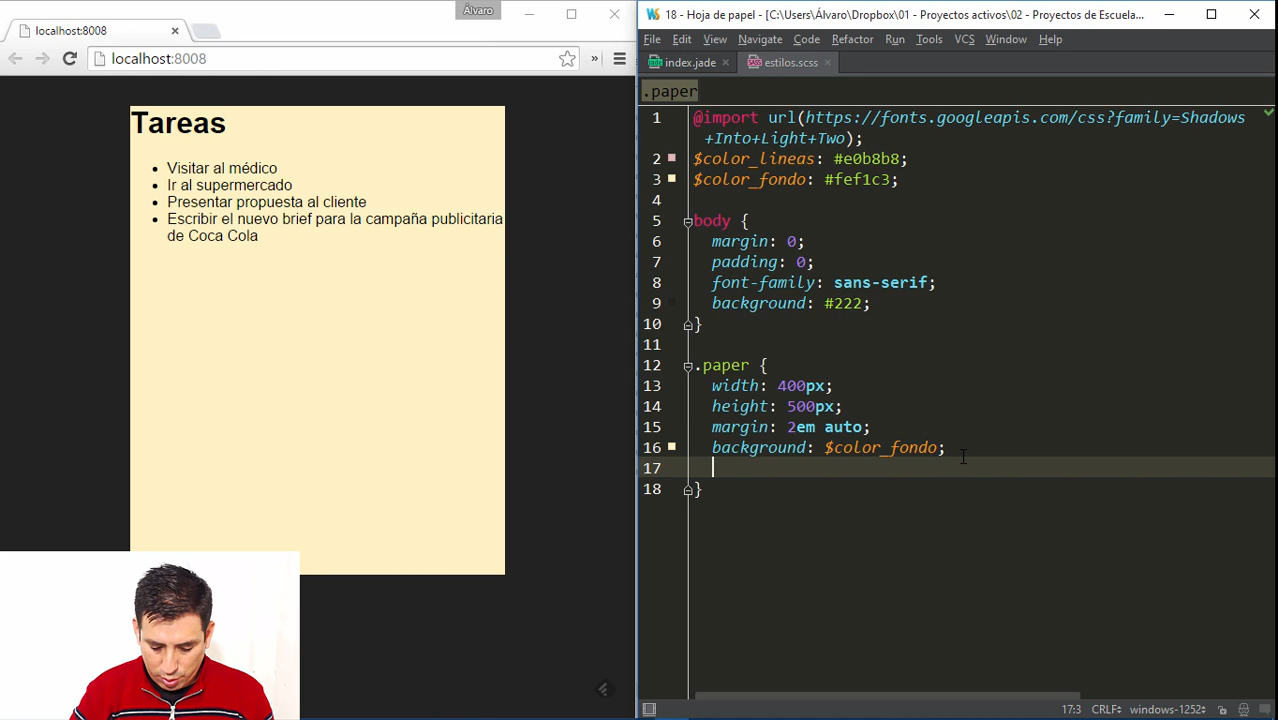 Álvaro
localhost:8008
localhost:8008
»
Tareas
• Visitar al médico
• Ir al supermercado
• Presentar propuesta al cliente
• Escribir el nuevo brief para la campaña publicitaria
de Coca Cola
18 - Hoja de papel - [C:\Users\Álvaro\Dropbox\01 - Proyectos activos\02 - Proyectos de Escuela...
File Edit View Navigate Code Refactor Run Tools VCS Window Help
index.jade estilos.scss
.paper
1 @import url(https://fonts.googleapis.com/css?family=Shadows
+Into+Light+Two);
2 $color_lineas: #e0b8b8;
3 $color_fondo: #fef1c3;
4
5 body {
6 margin: 0;
7 padding: 0;
8 font-family: sans-serif;
9 background: #222;
10 }
11
12 .paper {
13 width: 400px;
14 height: 500px;
15 margin: 2em auto;
16 background: $color_fondo;
17
18 }
17:3 CRLF windows-1252